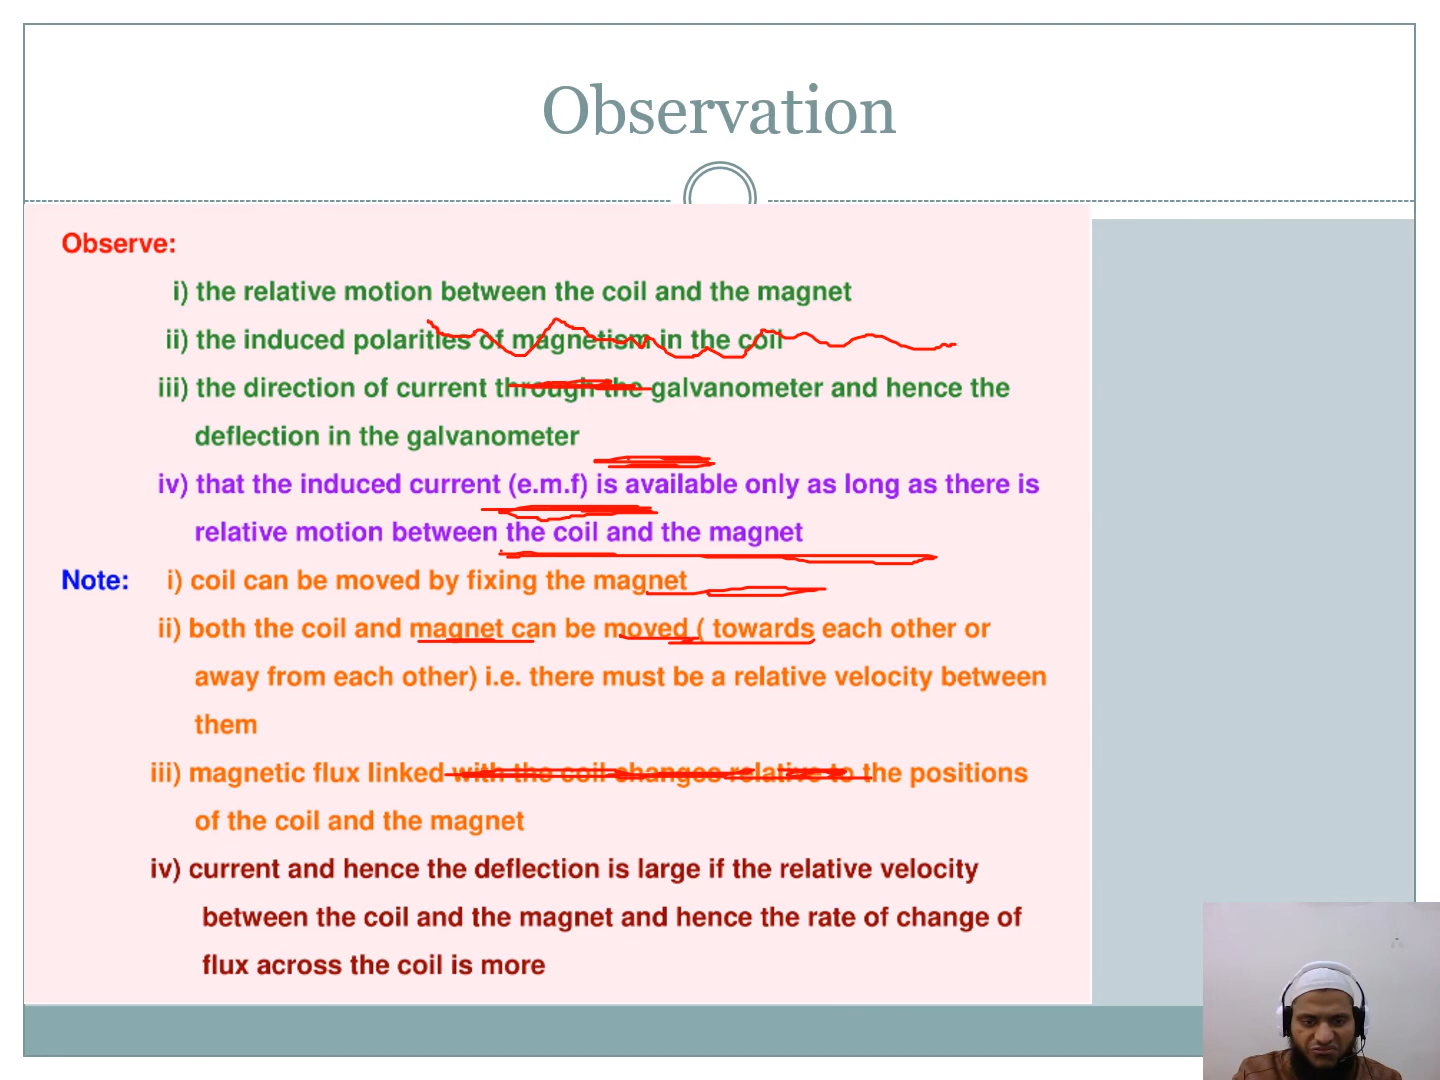 Observation
Observe:
i) the relative motion between the coil and the magnet
ii) the induced polarities of magnetism in the coil
iii) the direction of current through the galvanometer and hence the
deflection in the galvanometer
iv) that the induced current (e.m.f) is available only as long as there is
relative motion between the coil and the magnet
Note: i) coil can be moved by fixing the magnet
ii) both the coil and magnet can be moved ( towards each other or
away from each other) i.e. there must be a relative velocity between
them
iii) magnetic flux linked with the coil changes relative to the positions
of the coil and the magnet
iv) current and hence the deflection is large if the relative velocity
between the coil and the magnet and hence the rate of change of
flux across the coil is more